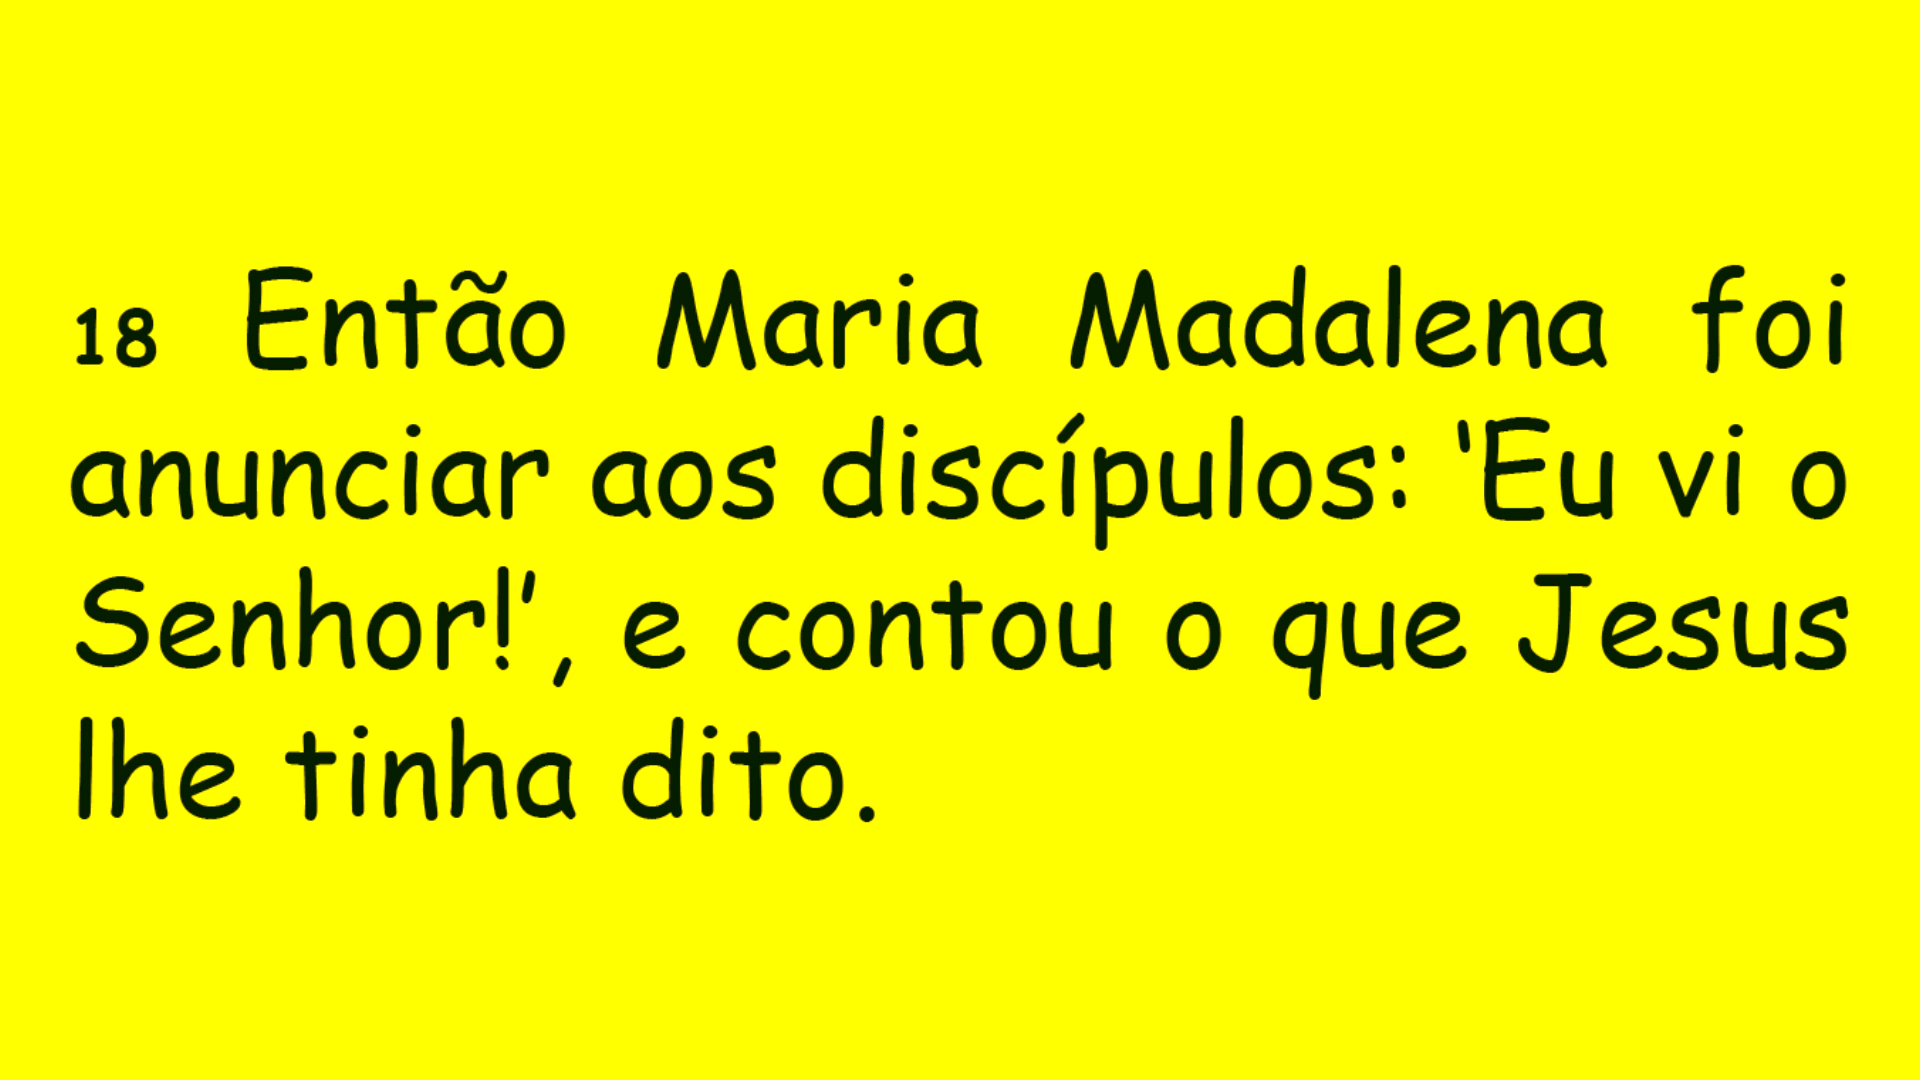 18 Então Maria Madalena foi
anunciar aos discípulos: ‘Eu vi o
Senhor!’, e contou o que Jesus
lhe tinha dito.